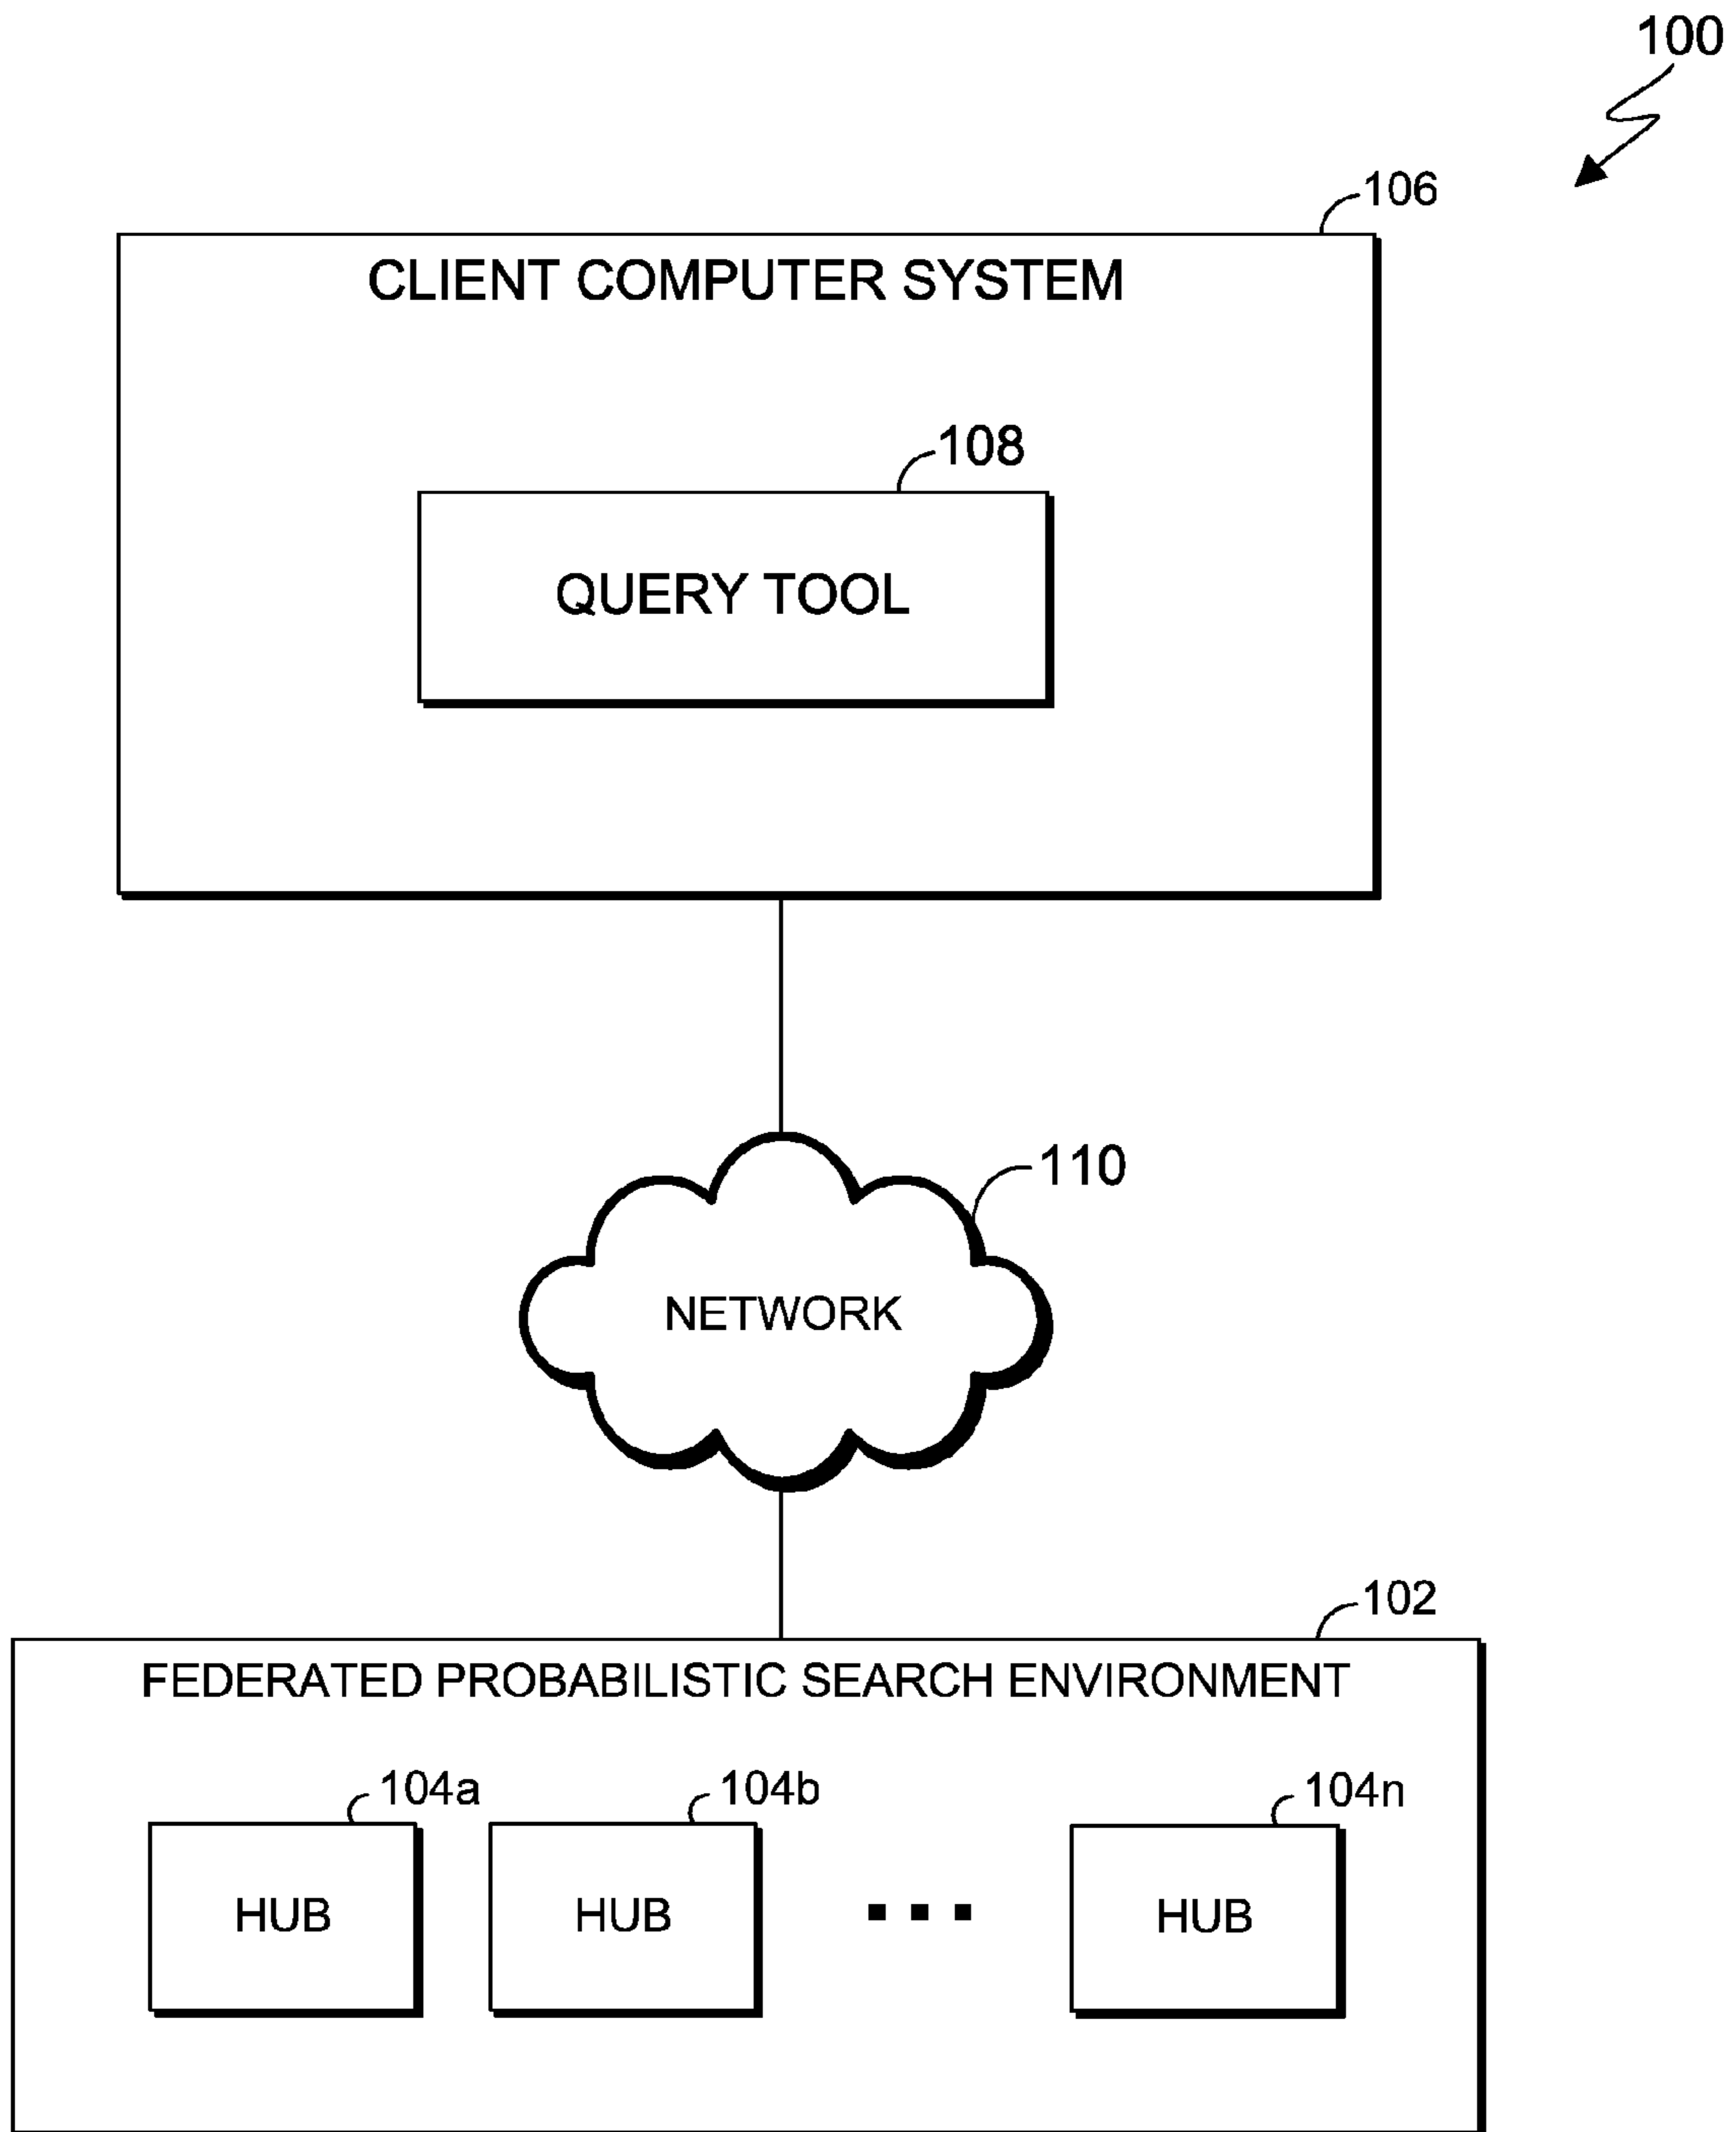 100
106
CLIENT COMPUTER SYSTEM
108
QUERY TOOL
110
NETWORK
102
FEDERATED PROBABILISTIC SEARCH ENVIRONMENT
104a
104b
104n
HUB
HUB
HUB